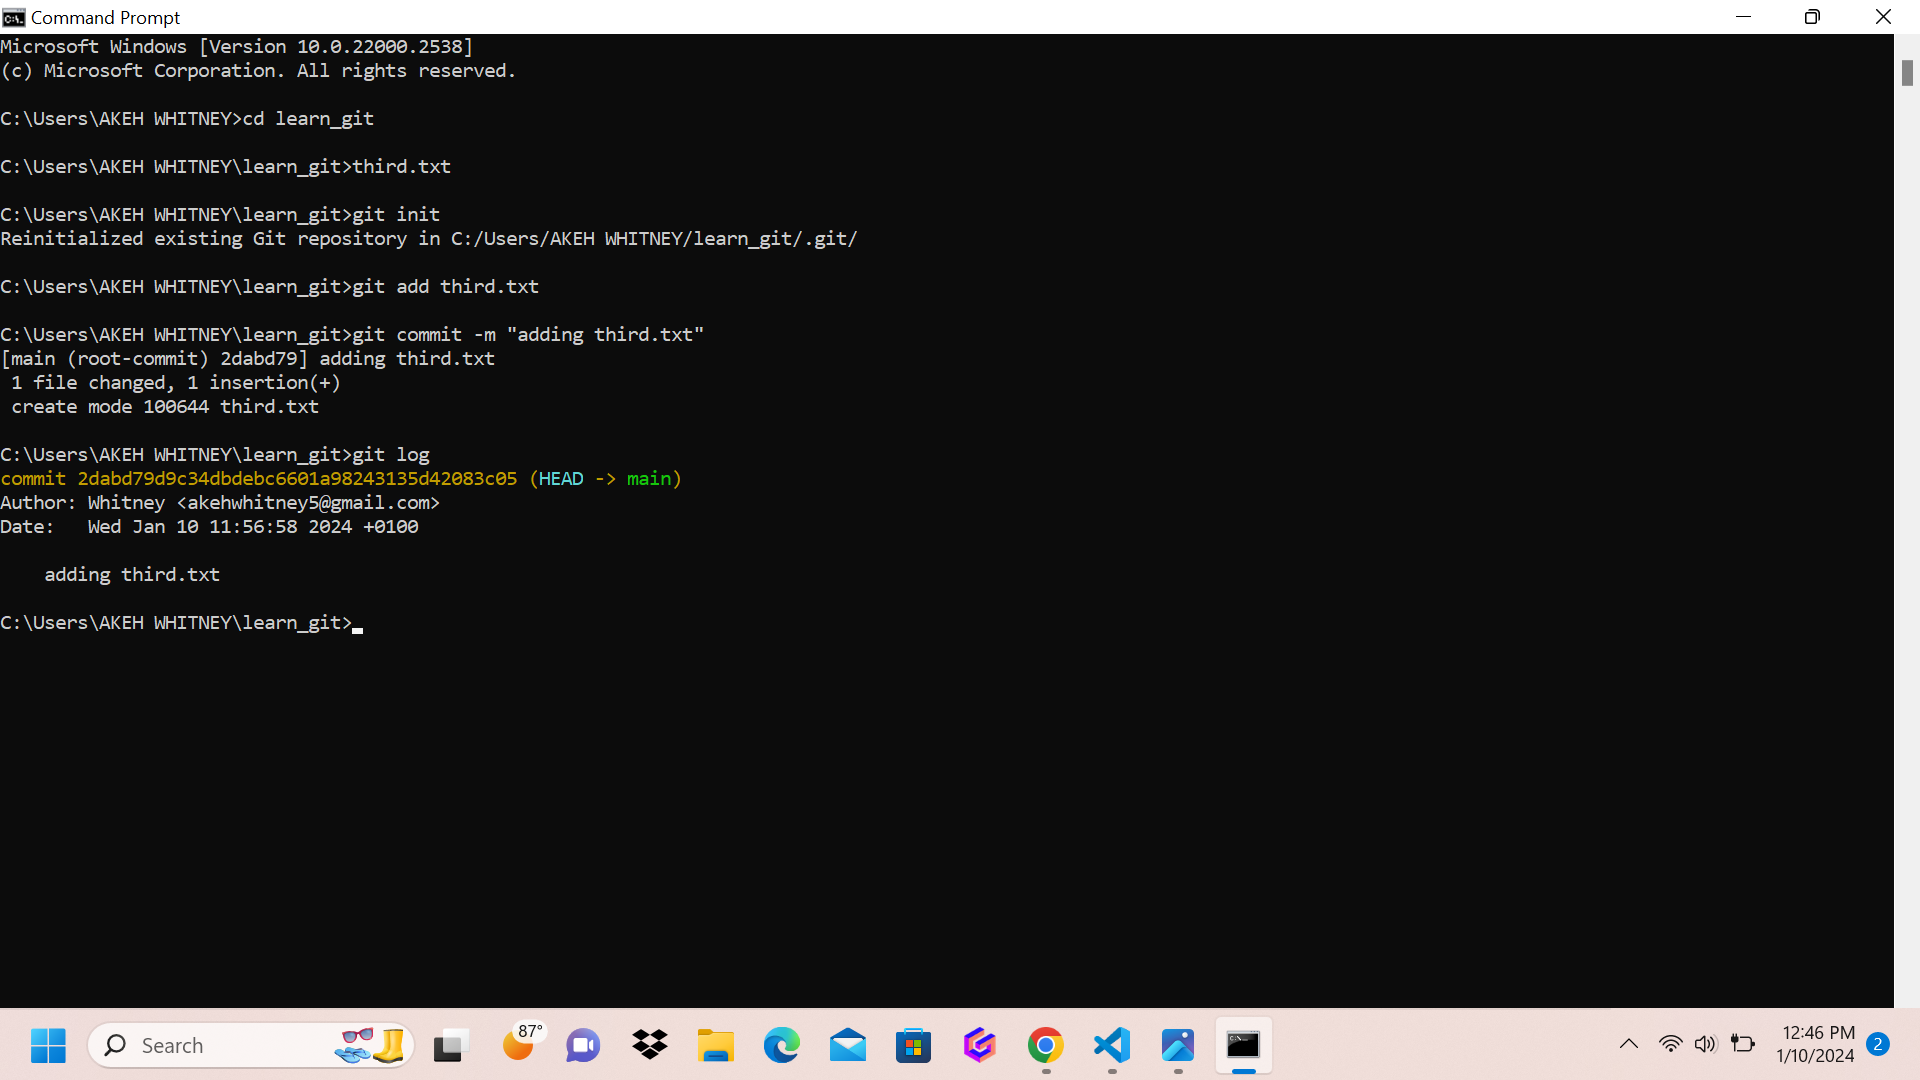 Command Prompt
Microsoft Windows [Version 10.0.22000.2538]
(c) Microsoft Corporation. All rights reserved.
C:\Users\AKEH WHITNEY>cd learn_git
C:\Users\AKEH WHITNEY\learn_git>third.txt
C:\Users\AKEH WHITNEY\learn_git>git init
Reinitialized existing Git repository in C:/Users/AKEH WHITNEY/learn_git/.git/
C:\Users\AKEH WHITNEY\learn_git>git add third.txt
C:\Users\AKEH WHITNEY\learn_git>git commit -m "adding third.txt"
[main (root-commit) 2dabd79] adding third.txt
 1 file changed, 1 insertion(+)
 create mode 100644 third.txt
C:\Users\AKEH WHITNEY\learn_git>git log
commit 2dabd79d9c34dbdebc6601a98243135d42083c05 (HEAD -> main)
Author: Whitney <akehwhitney5@gmail.com>
Date:   Wed Jan 10 11:56:58 2024 +0100
    adding third.txt
C:\Users\AKEH WHITNEY\learn_git>
Search
87°
12:46 PM
1/10/2024
2